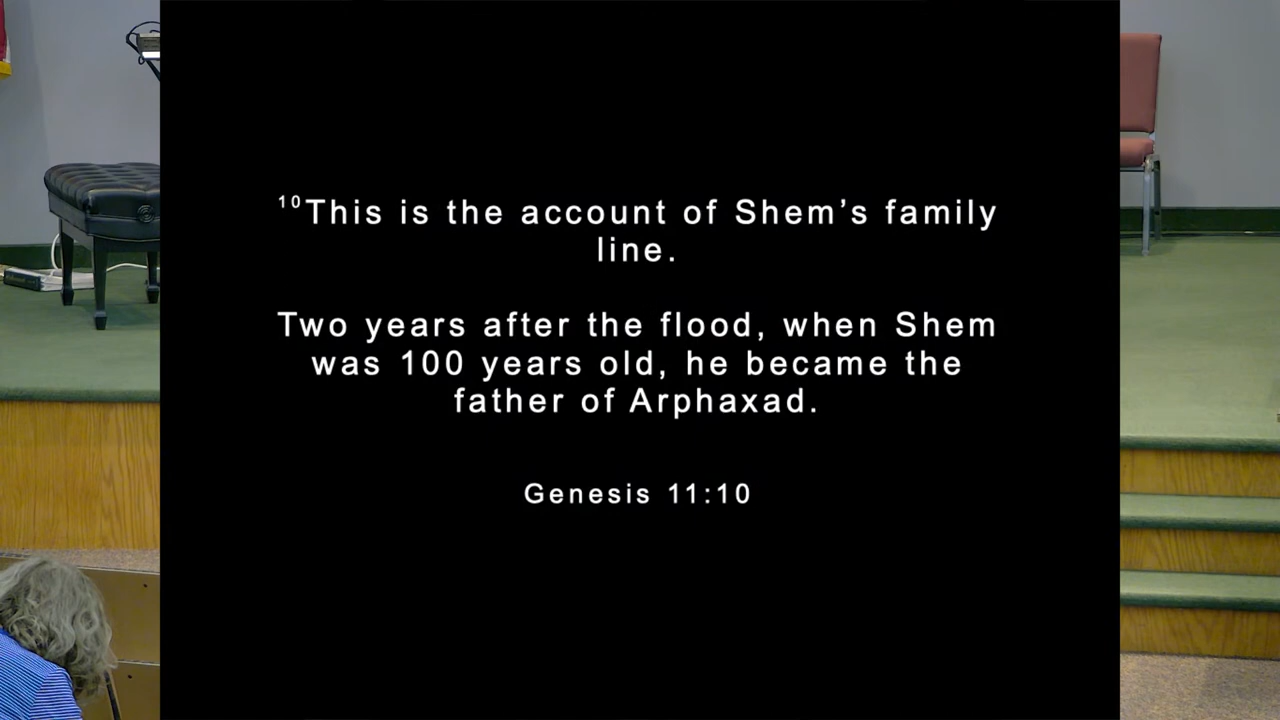 10This is the account of Shem’s family
line.
Two years after the flood, when Shem
was 100 years old, he became the
father of Arphaxad.
Genesis 11:10